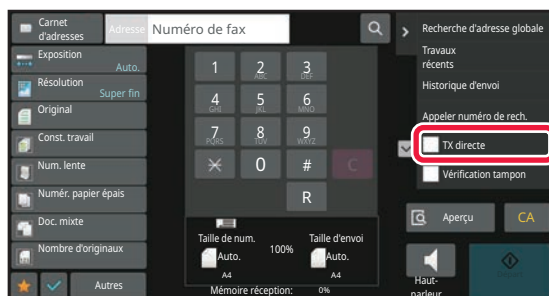 Carnet
d'adresses
Adresse
Numéro de fax
Recherche d'adresse globale
Exposition
Auto.
Travaux
récents
Résolution
Super fin
Historique d'envoi
Original
Appeler numéro de rech.
Const. travail
TX directe
Num. lente
Vérification tampon
Numér. papier
épais
Doc. mixte
Nombre d'originaux
Autres
1
2
ABC
3
DEF
4
GHI
5
JKL
6
MNO
7
PQRS
8
TUV
9
WXYZ
0
#
C
R
Taille de num.
100%
Taille d'envoi
Auto.
Auto.
A4
A4
Mémoire réception:
0%
Aperçu
CA
Haut-
parleur